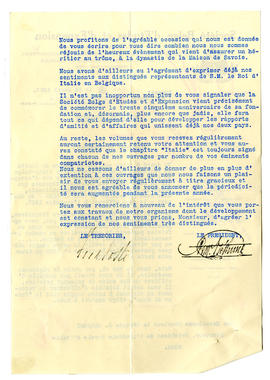 Nous profitons de l'agréable occasion qui nous est donnée
de vous écrire pour vous dire combien nous nous sommes
réjouis de l'heureux événement qui vient d'assurer un hé-
ritier au trône, à la dynastie de la Maison de Savoie.
Nous avons d'ailleurs eu l'agrément d'exprimer déjà nos
sentiments aux distingués représentants de S.M. le Roi d'
Italie en Belgique.
Il n'est pas inopportun non plus de vous signaler que la
Société Belge d'Etudes et d'Expansion vient précisément
de commémorer le trente cinquième anniversaire de sa fon-
dation et, désormais, plus encore que jadis, elle fera
tout ce qui dépend d'elle pour développer les rapports
d'amitié et d'affaires qui unissent déjà nos deux pays.
Au reste, les volumes que vous recevez régulièrement
auront certainement retenu votre attention et vous au-
rez constaté que le chapitre "Italie" est toujours signé
dans chacun de nos ouvrages par nombre de vos éminents
compatriotes.
Nous ne cessons d'ailleurs de donner de plus en plus d'
extention à ces ouvrages que nous nous faisons un plai-
sir de vous envoyer régulièrement à titre gracieux et
il nous est agréable de vous annoncer que la périodici-
té sera augmentée pendant la présente année.
Nous vous remercions à nouveau de l'intérêt que vous por-
tez aux travaux de notre organisme dont le développement
est constant et nous vous prions, Monsieur, d'agréer l'
expression de nos sentiments très distingués.
LE TRESORIER, LE PRESIDENT,